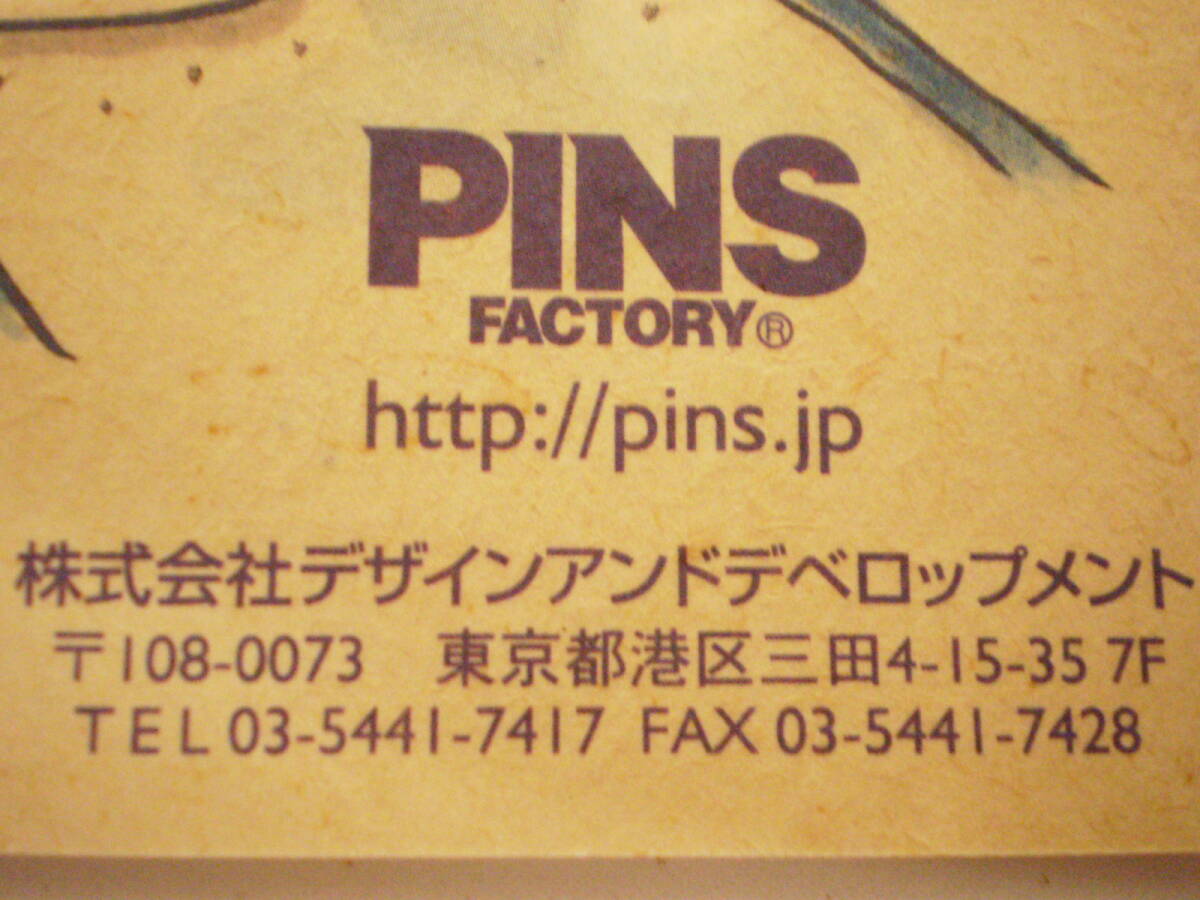 PINS
FACTORY®
http://pins.jp
株式会社デザインアンドデベロップメント
〒108-0073　東京都港区三田4-15-35 7F
TEL 03-5441-7417 FAX 03-5441-7428